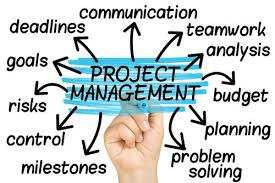 communication
deadlines
teamwork
goals
analysis
PROJECT
MANAGEMENT
risks
budget
control
planning
milestones
problem
solving